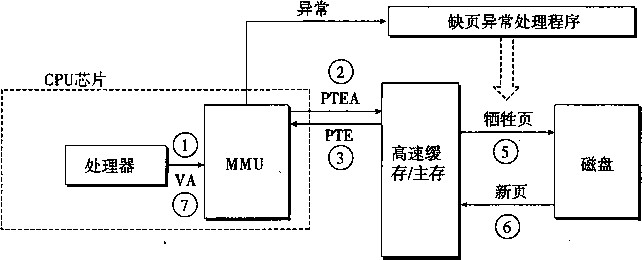 异常
缺页异常处理程序
CPU芯片
②
PTEA
①
处理器
VA
⑦
MMU
PTE
③
高速缓
存/主存
牺牲页
⑤
新页
⑥
磁盘